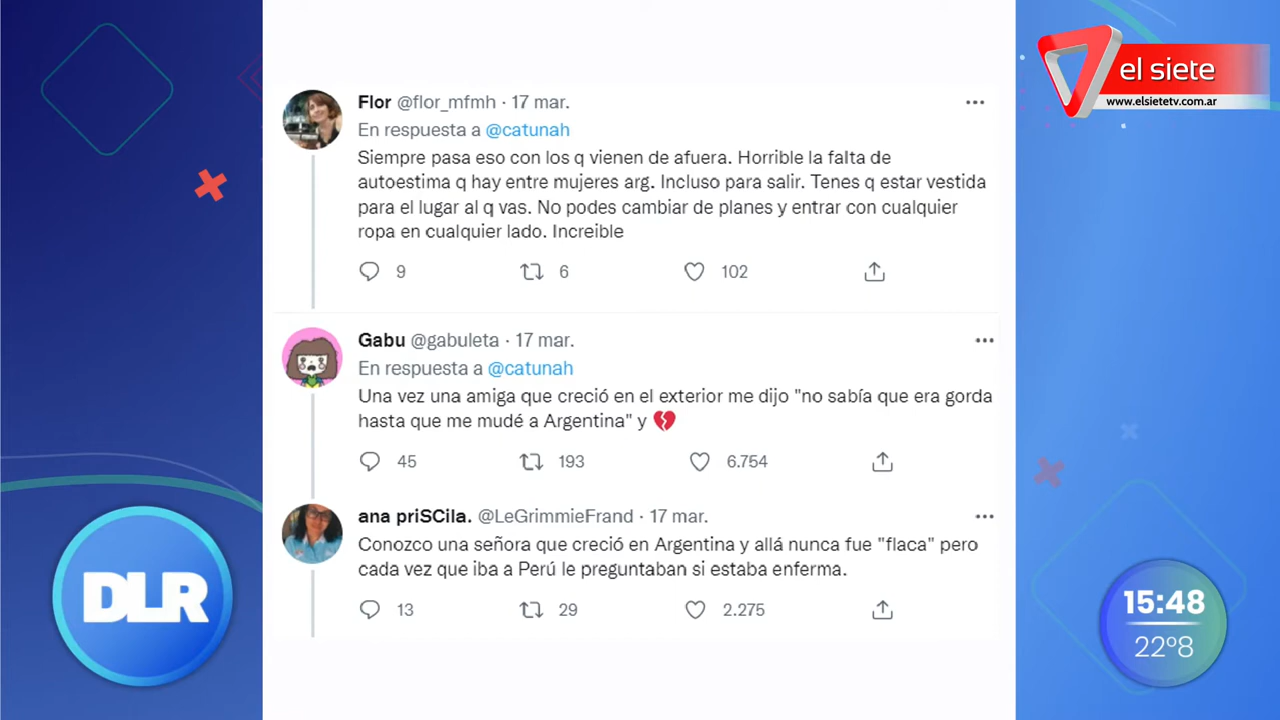 el siete
www.elsietetv.com.ar
Flor @flor_mfmh · 17 mar.
En respuesta a @catunah
Siempre pasa eso con los q vienen de afuera. Horrible la falta de
autoestima q hay entre mujeres arg. Incluso para salir. Tenes q estar vestida
para el lugar al q vas. No podes cambiar de planes y entrar con cualquier
ropa en cualquier lado. Increible
9 6 102
Gabu @gabuleta · 17 mar.
En respuesta a @catunah
Una vez una amiga que creció en el exterior me dijo "no sabía que era gorda
hasta que me mudé a Argentina" y 💔
45 193 6.754
ana priSCila. @LeGrimmieFrand · 17 mar.
Conozco una señora que creció en Argentina y allá nunca fue "flaca" pero
cada vez que iba a Perú le preguntaban si estaba enferma.
13 29 2.275
DLR
15:48
22º8